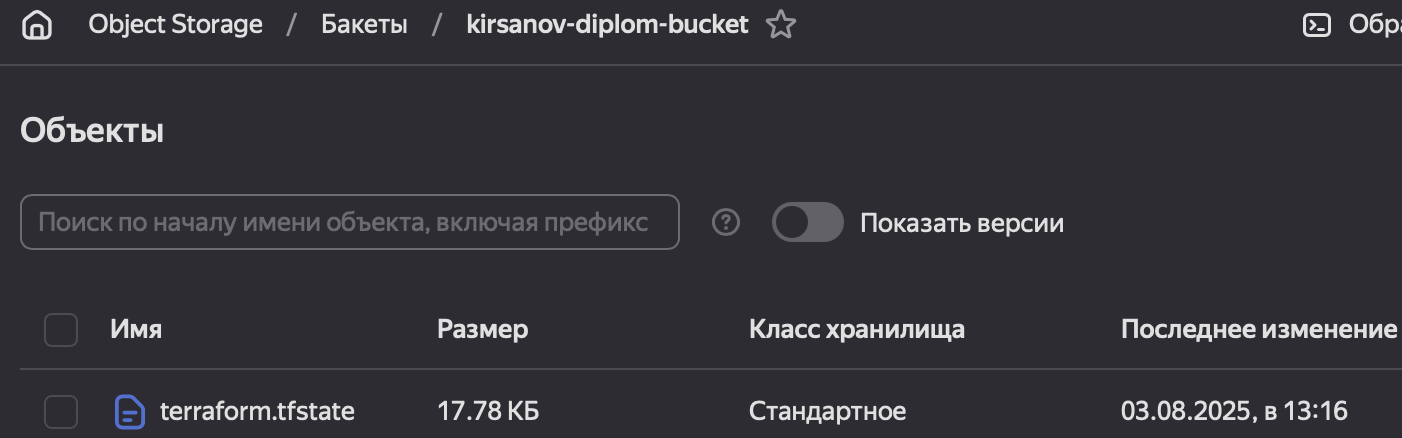 Object Storage / Бакеты / kirsanov-diplom-bucket
Объекты
Поиск по началу имени объекта, включая префикс ? Показать версии
Имя Размер Класс хранилища Последнее изменение
terraform.tfstate 17.78 КБ Стандартное 03.08.2025, в 13:16